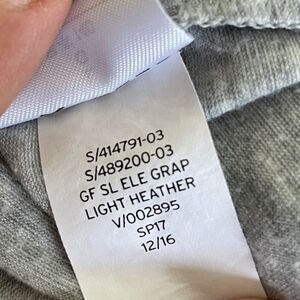 S/414791-03
S/489200-03
GF SL ELE GRAP
LIGHT HEATHER
V/002895
SP17
12/16